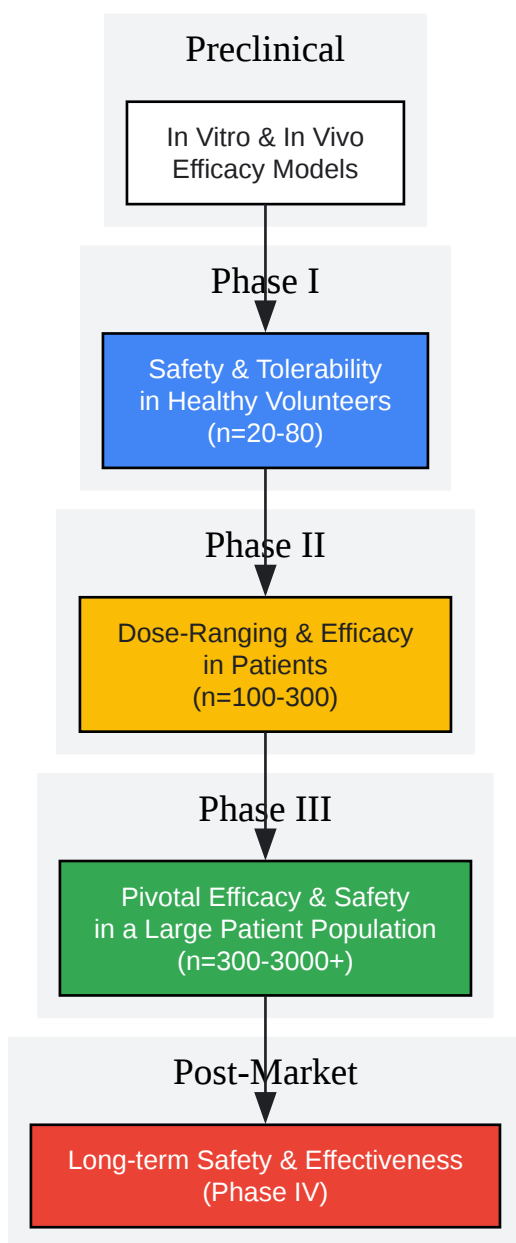 Preclinical
In Vitro & In Vivo
Efficacy Models
Phase I
Safety & Tolerability
in Healthy Volunteers
(n=20-80)
Phase II
Dose-Ranging & Efficacy
in Patients
(n=100-300)
Phase III
Pivotal Efficacy & Safety
in a Large Patient Population
(n=300-3000+)
Post-Market
Long-term Safety & Effectiveness
(Phase IV)